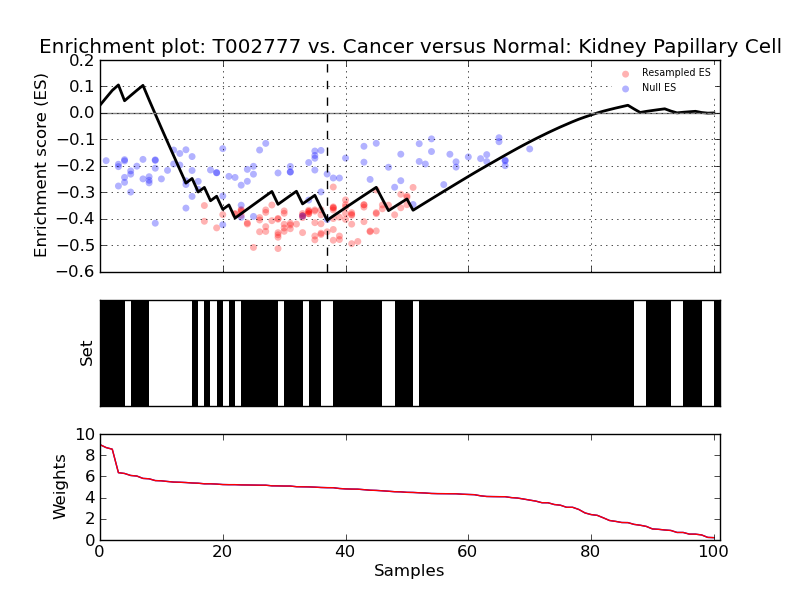 Enrichment plot: T002777 vs. Cancer versus Normal: Kidney Papillary Cell
Enrichment score (ES)
0.2
0.1
0.0
−0.1
−0.2
−0.3
−0.4
−0.5
−0.6
Resampled ES
Null ES
Set
Weights
10
8
6
4
2
0
0 20 40 60 80 100
Samples